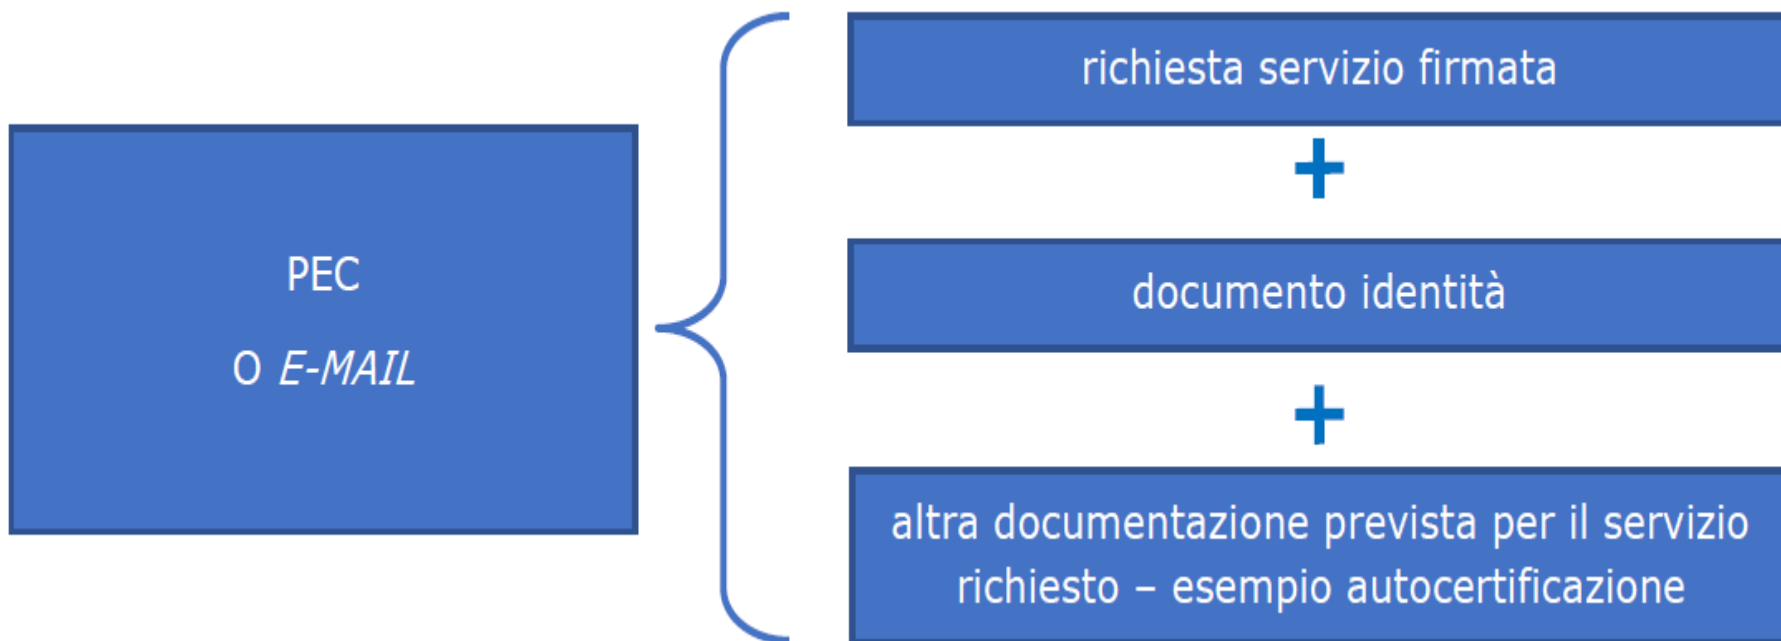 PEC
O E-MAIL
richiesta servizio firmata
+
documento identità
+
altra documentazione prevista per il servizio
richiesto – esempio autocertificazione